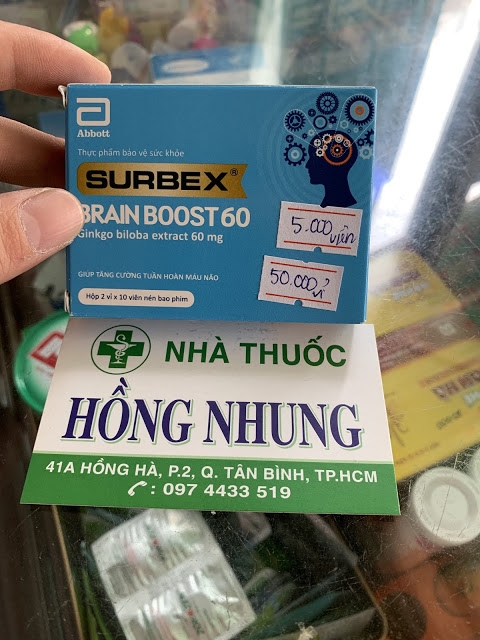 Abbott
Thực phẩm bảo vệ sức khỏe
SURBEX®
BRAIN BOOST 60
Ginkgo biloba extract 60 mg
5.000 viên
50.000 vỉ
GIÚP TĂNG CƯỜNG TUẦN HOÀN MÁU NÃO
Hộp 2 vỉ x 10 viên nén bao phim
NHÀ THUỐC
HỒNG NHUNG
41A HỒNG HÀ, P.2, Q. TÂN BÌNH, TP.HCM
: 097 4433 519